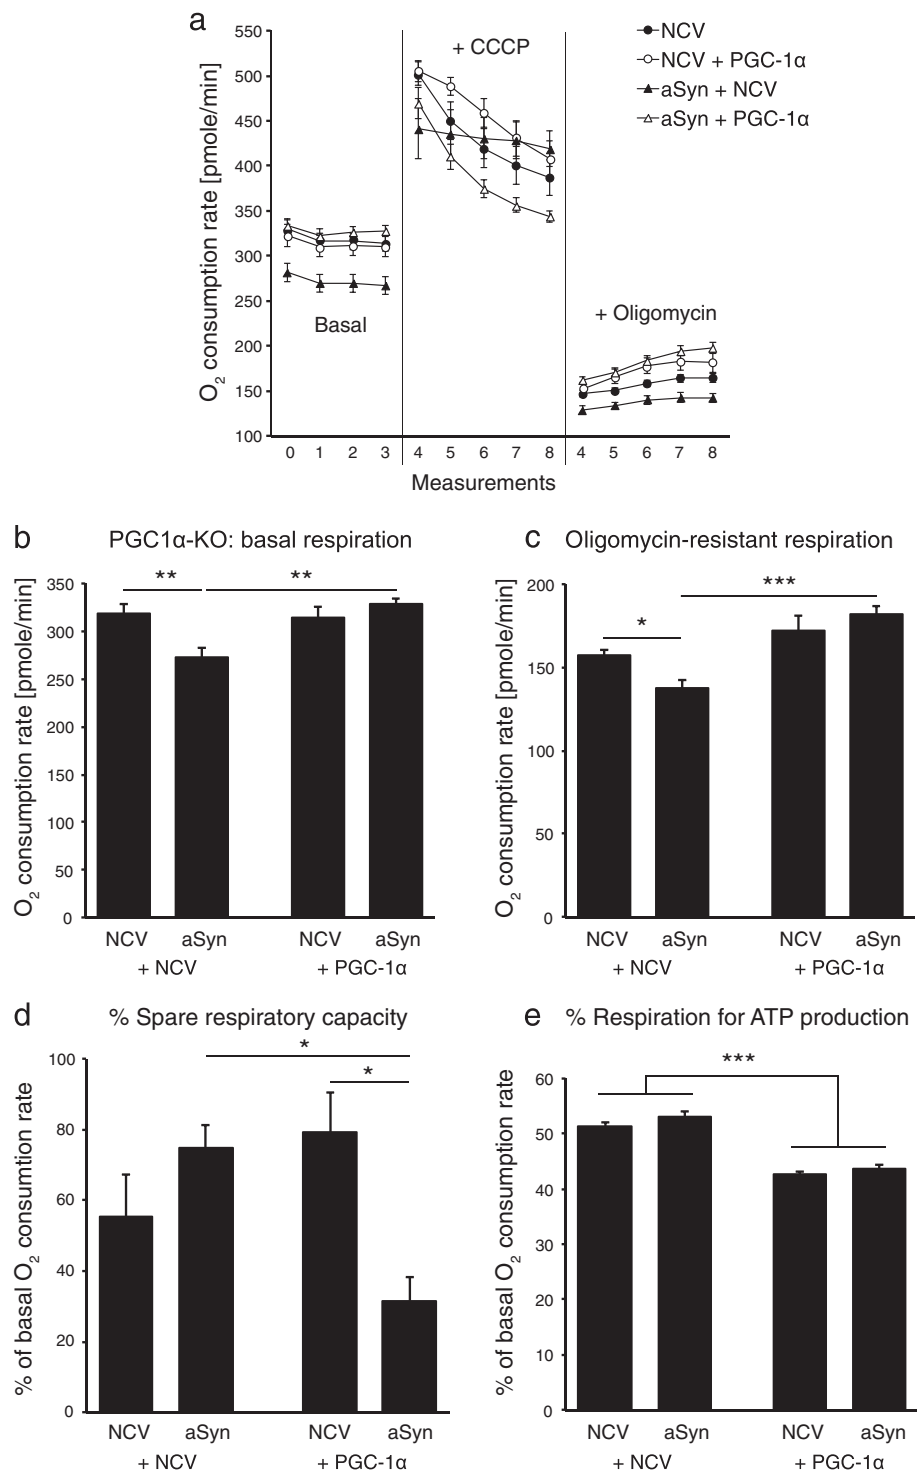 a
O2 consumption rate [pmole/min]
550
500
450
400
350
300
250
200
150
100
+ CCCP
Basal
+ Oligomycin
NCV
NCV + PGC-1α
aSyn + NCV
aSyn + PGC-1α
0 1 2 3 4 5 6 7 8 4 5 6 7 8
Measurements
b PGC1α-KO: basal respiration
O2 consumption rate [pmole/min]
350
300
250
200
150
100
50
0
** **
NCV aSyn NCV aSyn
+ NCV + PGC-1α
c Oligomycin-resistant respiration
O2 consumption rate [pmole/min]
200
150
100
50
0
* ***
NCV aSyn NCV aSyn
+ NCV + PGC-1α
d % Spare respiratory capacity
% of basal O2 consumtion rate
100
80
60
40
20
0
*
*
NCV aSyn NCV aSyn
+ NCV + PGC-1α
e % Respiration for ATP production
% of basal O2 consumption rate
60
50
40
30
20
10
0
***
NCV aSyn NCV aSyn
+ NCV + PGC-1α